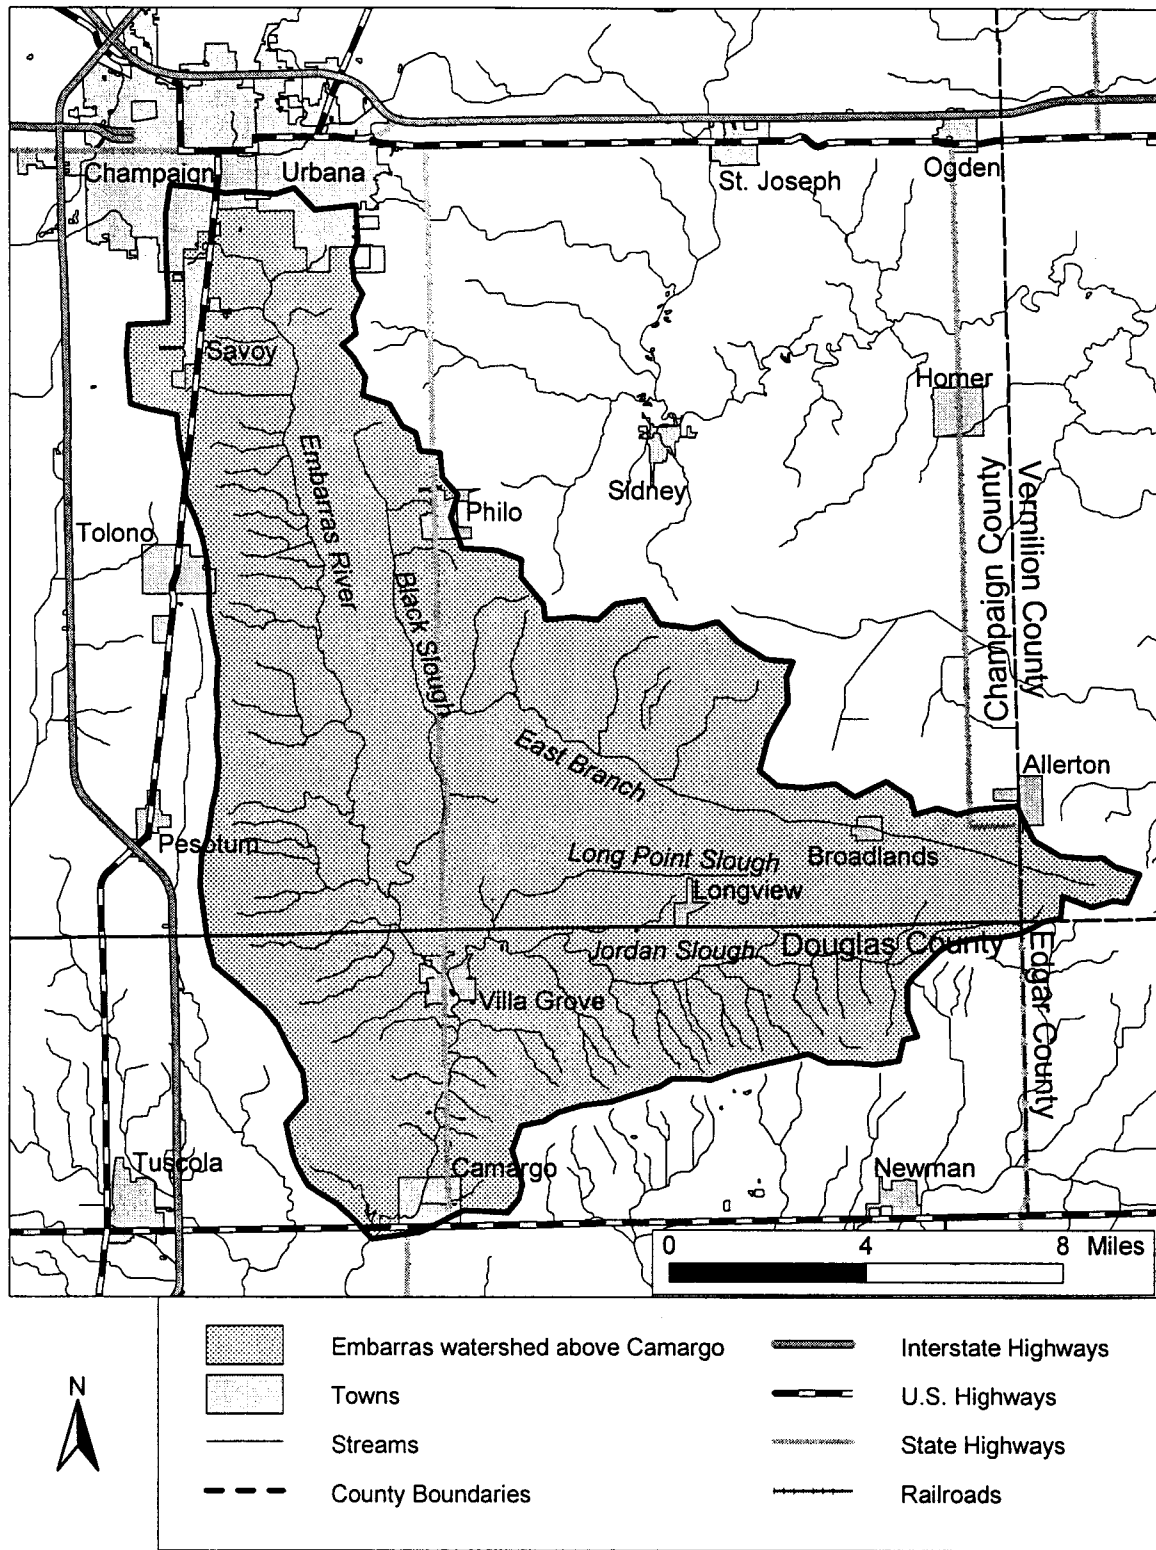 Champaign
Urbana
St. Joseph
Ogden
Savoy
Homer
Embarras River
Sidney
Philo
Tolono
Black Slough
Champaign County
Vermilion County
East Branch
Allerton
Pesotum
Broadlands
Long Point Slough
Longview
Jordan Slough
Douglas County
Edgar County
Villa Grove
Tuscola
Camargo
Newman
0 4 8 Miles
N
Embarras watershed above Camargo
Towns
Streams
County Boundaries
Interstate Highways
U.S. Highways
State Highways
Railroads